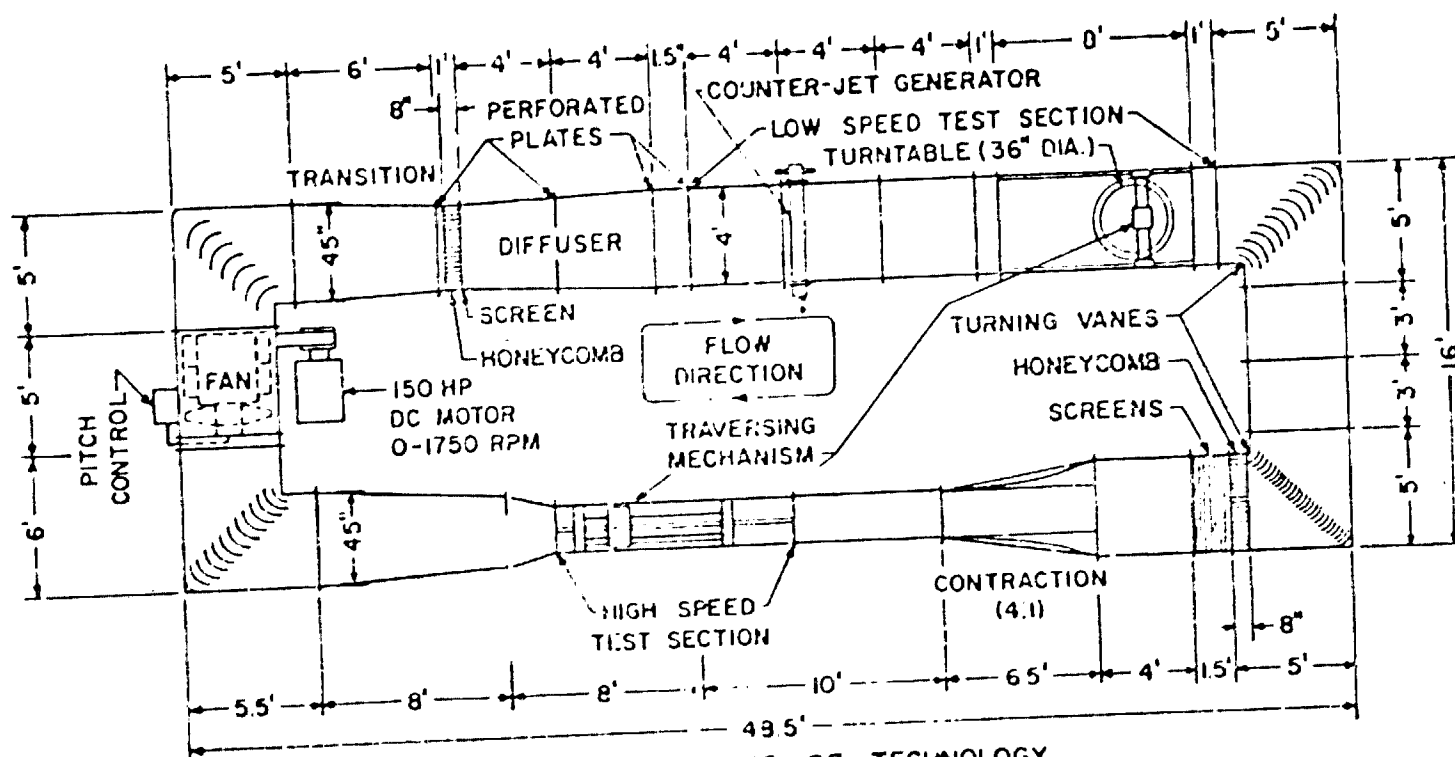 5' 6' 1' 4' 4' 1.5" 4' 4' 4' 1' 8' 1' 5'
COUNTER-JET GENERATOR
8" PERFORATED
PLATES
LOW SPEED TEST SECTION
TURNTABLE (36" DIA.)
TRANSITION
45"
DIFFUSER
4'
5'
5'
SCREEN
HONEYCOMB
FLOW
DIRECTION
TURNING VANES
HONEYCOMB
SCREENS
3'
3'
16'
5'
FAN
150 HP
DC MOTOR
0-1750 RPM
PITCH
CONTROL
5'
6'
TRAVERSING
MECHANISM
45"
HIGH SPEED
TEST SECTION
CONTRACTION
(4.1)
8"
5.5' 8' 8' 10' 6.5' 4' 1.5' 5'
48.5'
OF TECHNOLOGY